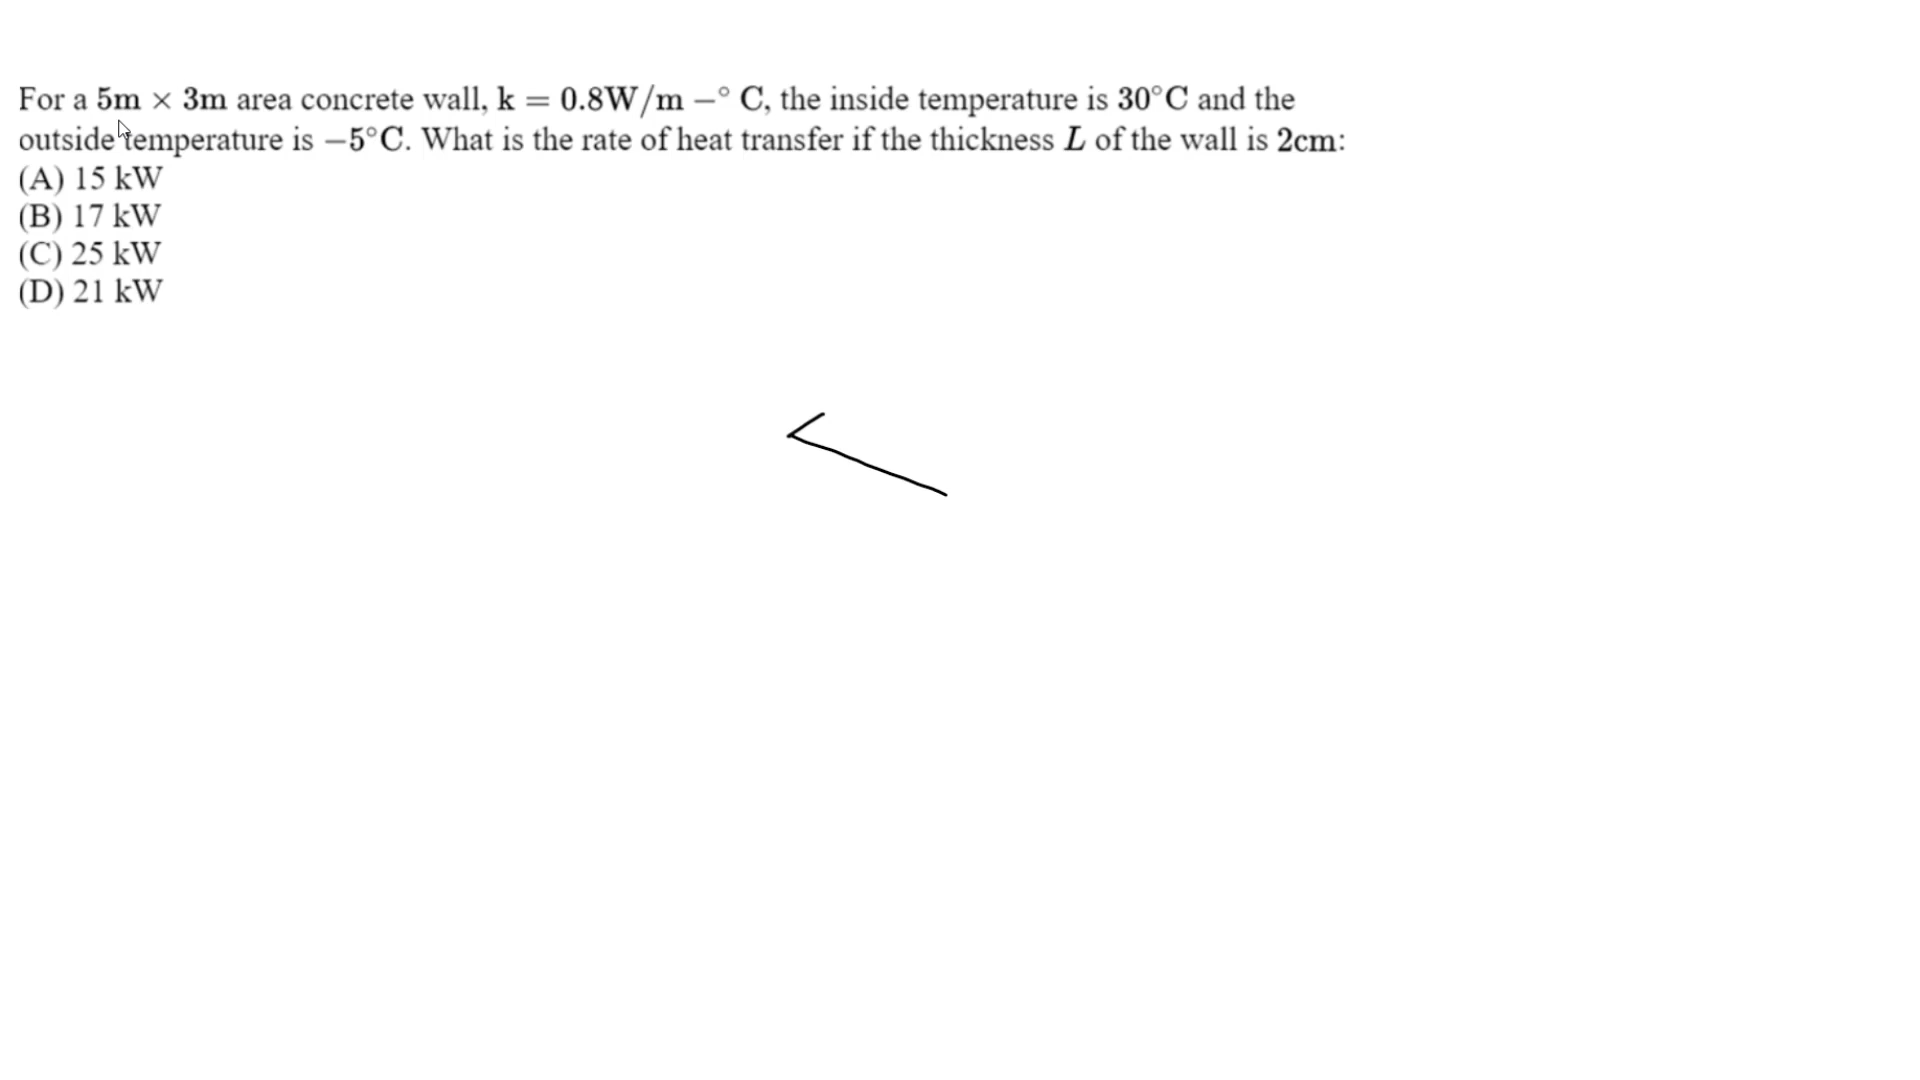 For a 5m × 3m area concrete wall, k = 0.8W/m −° C, the inside temperature is 30°C and the
outside temperature is −5°C. What is the rate of heat transfer if the thickness L of the wall is 2cm:
(A) 15 kW
(B) 17 kW
(C) 25 kW
(D) 21 kW